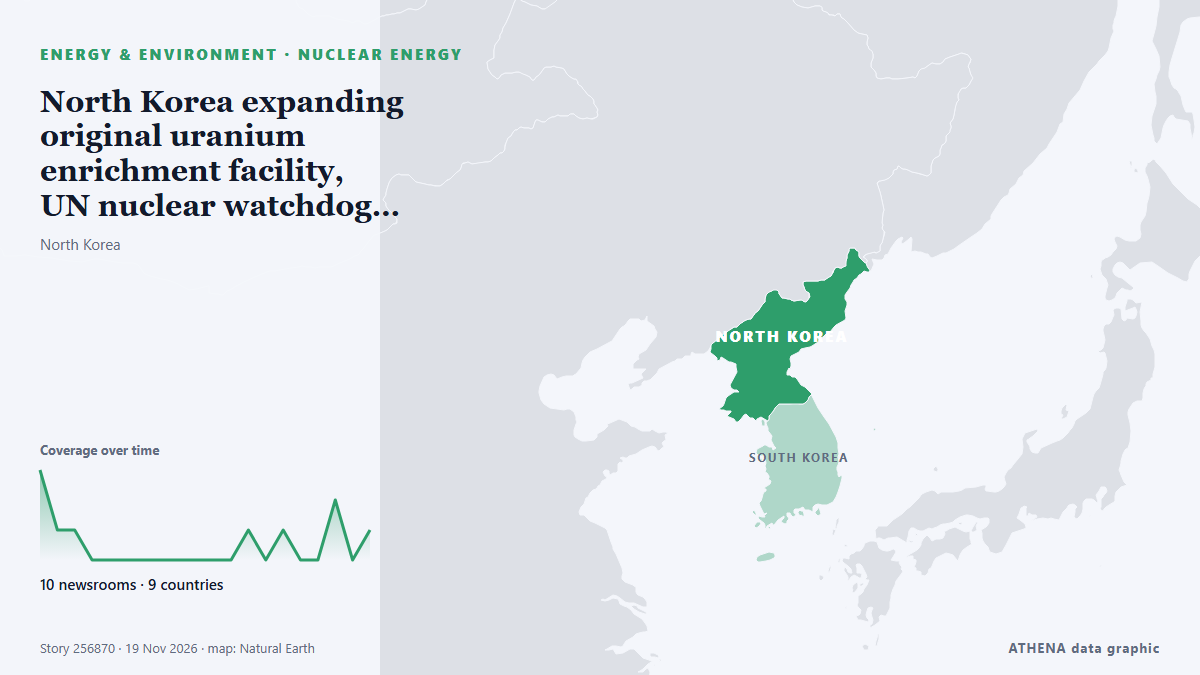 ENERGY & ENVIRONMENT · NUCLEAR ENERGY
North Korea expanding
original uranium
enrichment facility,
UN nuclear watchdog…
North Korea
NORTH KOREA
SOUTH KOREA
Coverage over time
10 newsrooms · 9 countries
Story 256870 · 19 Nov 2026 · map: Natural Earth
ATHENA data graphic